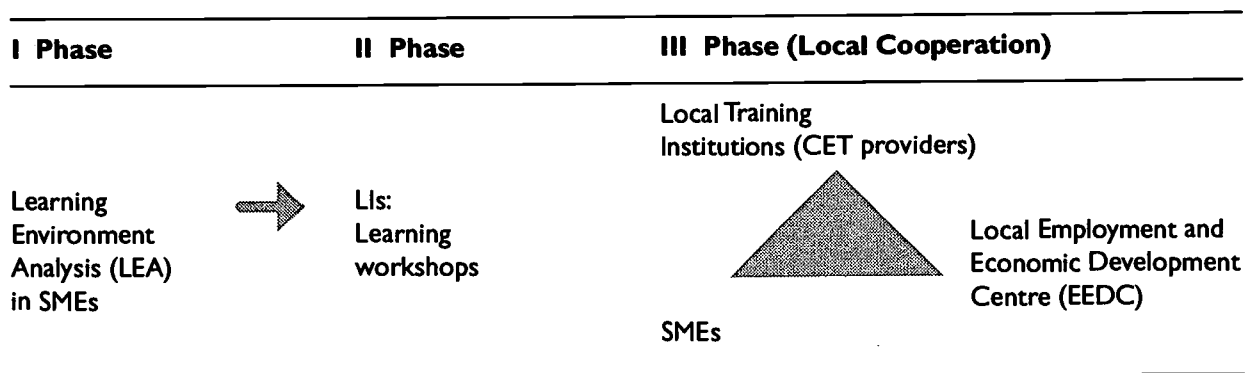 I Phase
II Phase
III Phase (Local Cooperation)
Learning
Environment
Analysis (LEA)
in SMEs
LIs:
Learning
workshops
Local Training
Institutions (CET providers)
Local Employment and
Economic Development
Centre (EEDC)
SMEs